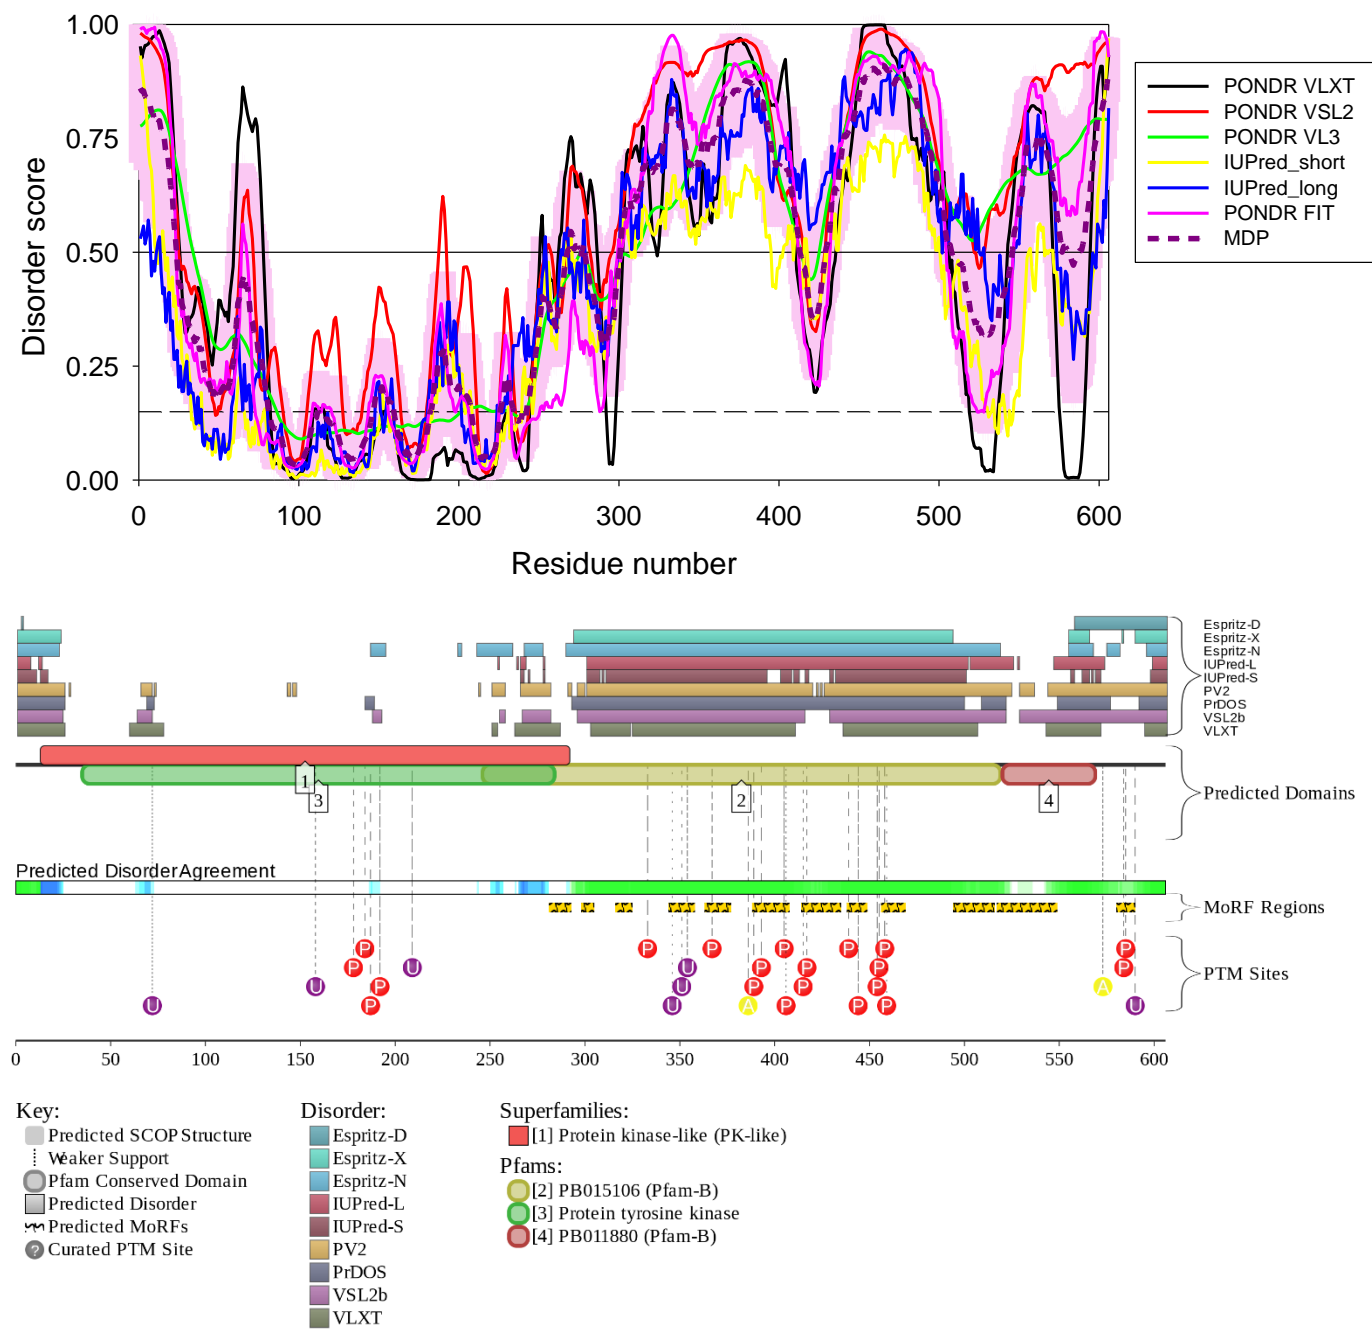 1.00
0.75
0.50
0.25
0.00
Disorder score
0 100 200 300 400 500 600
Residue number
PONDR VLXT
PONDR VSL2
PONDR VL3
IUPred_short
IUPred_long
PONDR FIT
MDP
Espritz-D
Espritz-X
Espritz-N
IUPred-L
IUPred-S
PV2
PrDOS
VSL2b
VLXT
1
3
2
4
Predicted Domains
Predicted Disorder Agreement
MoRF Regions
P P P P P P
P P U U P P P P
U P U P P P A P
U P U A P P P U
PTM Sites
0 50 100 150 200 250 300 350 400 450 500 550 600
Key:
Predicted SCOP Structure
Weaker Support
Pfam Conserved Domain
Predicted Disorder
Predicted MoRFs
? Curated PTM Site
Disorder:
Espritz-D
Espritz-X
Espritz-N
IUPred-L
IUPred-S
PV2
PrDOS
VSL2b
VLXT
Superfamilies:
[1] Protein kinase-like (PK-like)
Pfams:
[2] PB015106 (Pfam-B)
[3] Protein tyrosine kinase
[4] PB011880 (Pfam-B)